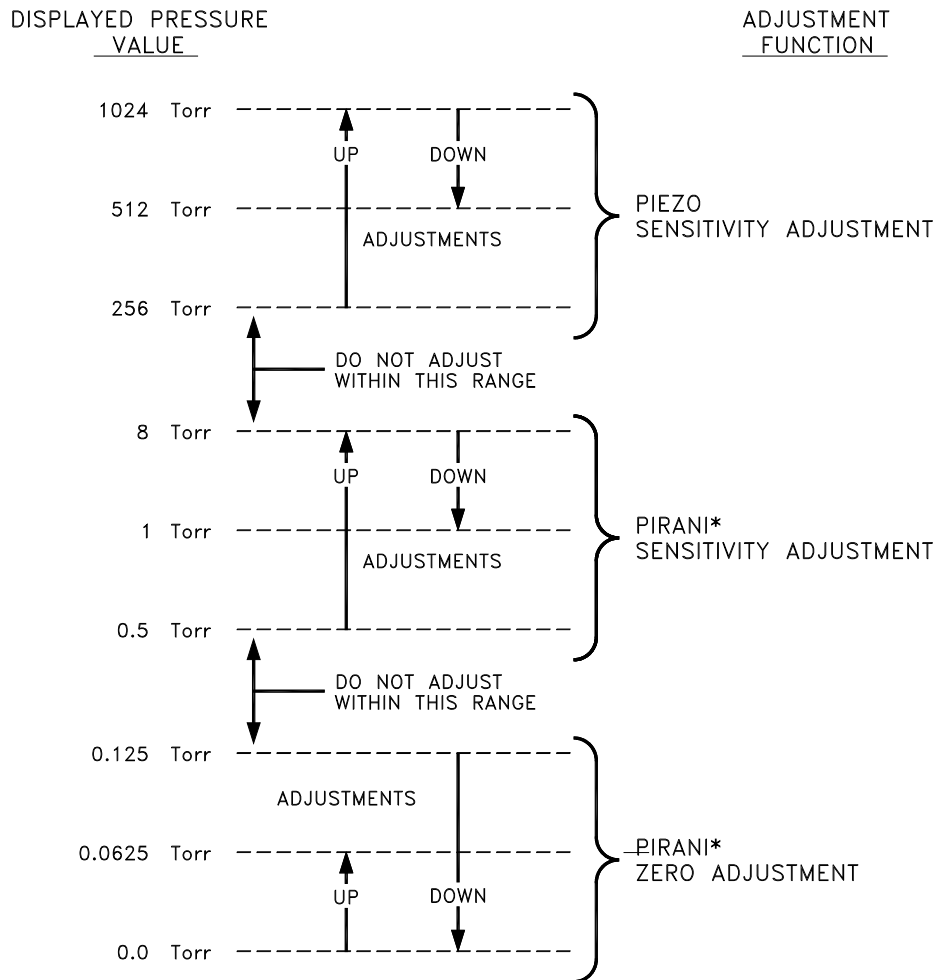 DISPLAYED PRESSURE
VALUE
ADJUSTMENT
FUNCTION
1024 Torr
UP
DOWN
512 Torr
ADJUSTMENTS
PIEZO
SENSITIVITY ADJUSTMENT
256 Torr
DO NOT ADJUST
WITHIN THIS RANGE
8 Torr
UP
DOWN
1 Torr
ADJUSTMENTS
PIRANI*
SENSITIVITY ADJUSTMENT
0.5 Torr
DO NOT ADJUST
WITHIN THIS RANGE
0.125 Torr
ADJUSTMENTS
0.0625 Torr
UP
DOWN
PIRANI*
ZERO ADJUSTMENT
0.0 Torr